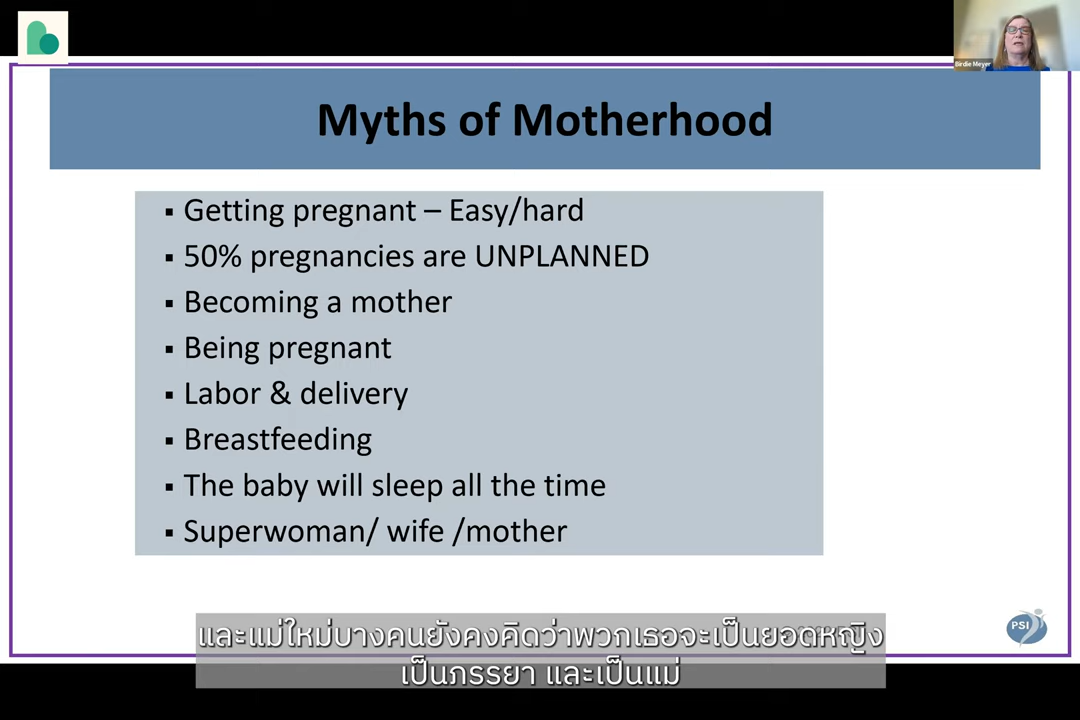 Birdie Meyer
Myths of Motherhood
▪ Getting pregnant – Easy/hard
▪ 50% pregnancies are UNPLANNED
▪ Becoming a mother
▪ Being pregnant
▪ Labor & delivery
▪ Breastfeeding
▪ The baby will sleep all the time
▪ Superwoman/ wife /mother
PSI
และแม่ใหม่บางคนยังคงคิดว่าพวกเธอจะเป็นยอดหญิง
เป็นภรรยา และเป็นแม่